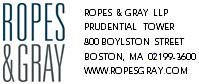 ROPES
& GRAY
ROPES & GRAY LLP
PRUDENTIAL TOWER
800 BOYLSTON STREET
BOSTON, MA 02199-3600
WWW.ROPESGRAY.COM